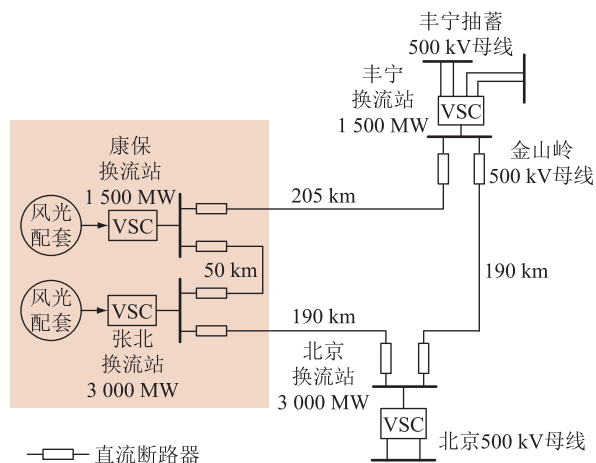 丰宁抽蓄
500 kV母线
丰宁
换流站
1 500 MW
VSC
金山岭
500 kV母线
康保
换流站
1 500 MW
风光
配套
VSC
205 km
50 km
190 km
风光
配套
VSC
张北
换流站
3 000 MW
190 km
北京
换流站
3 000 MW
VSC
北京500 kV母线
直流断路器